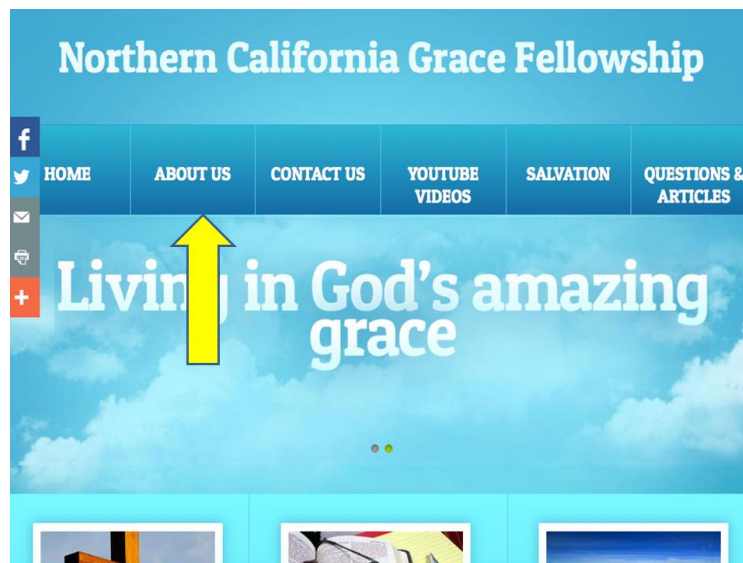 Northern California Grace Fellowship
HOME
ABOUT US
CONTACT US
YOUTUBE
VIDEOS
SALVATION
QUESTIONS &
ARTICLES
Living in God's amazing
grace